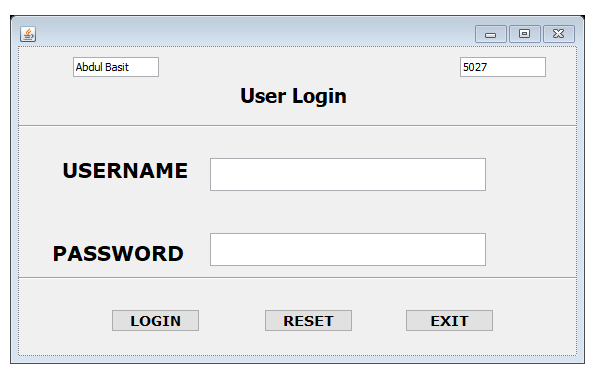 Abdul Basit 5027
User Login
USERNAME
PASSWORD
LOGIN RESET EXIT